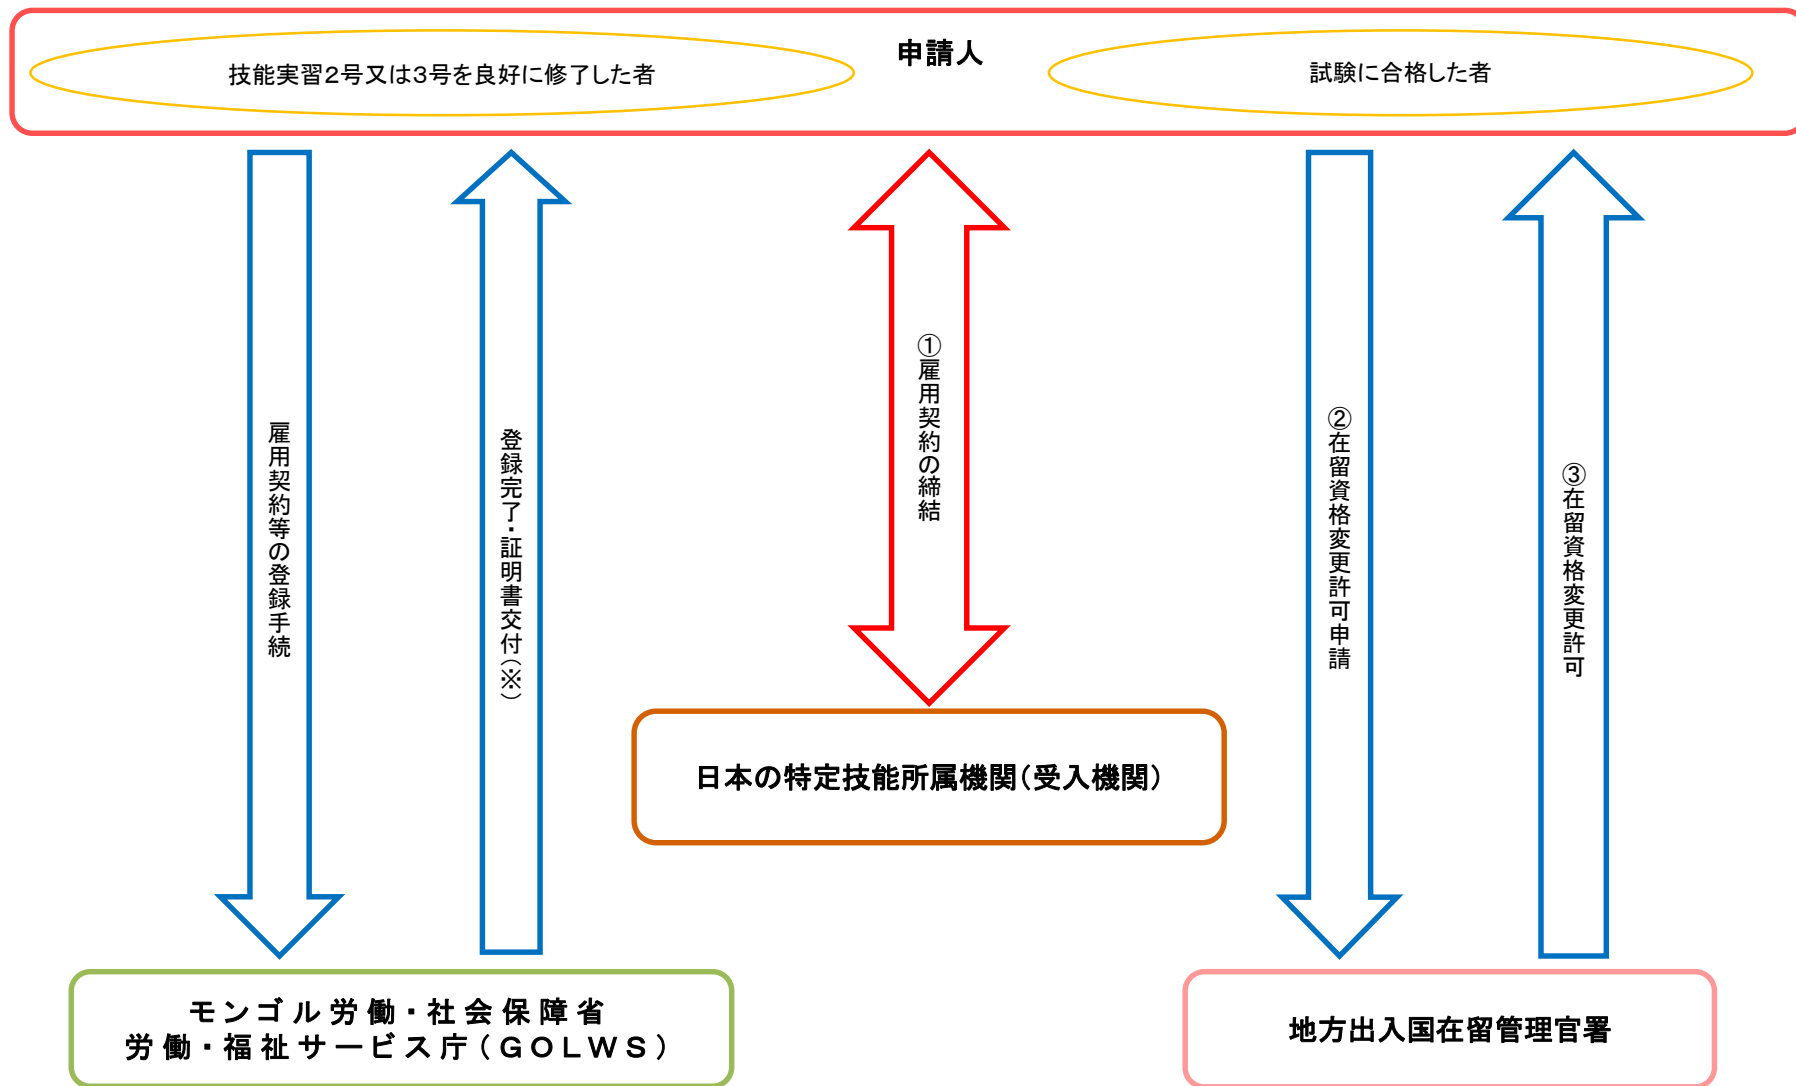 申請人
技能実習2号又は3号を良好に修了した者
試験に合格した者
雇用契約等の登録手続
登録完了・証明書交付(※)
①雇用契約の締結
②在留資格変更許可申請
③在留資格変更許可
日本の特定技能所属機関(受入機関)
モンゴル労働・社会保障省
労働・福祉サービス庁(GOLWS)
地方出入国在留管理官署